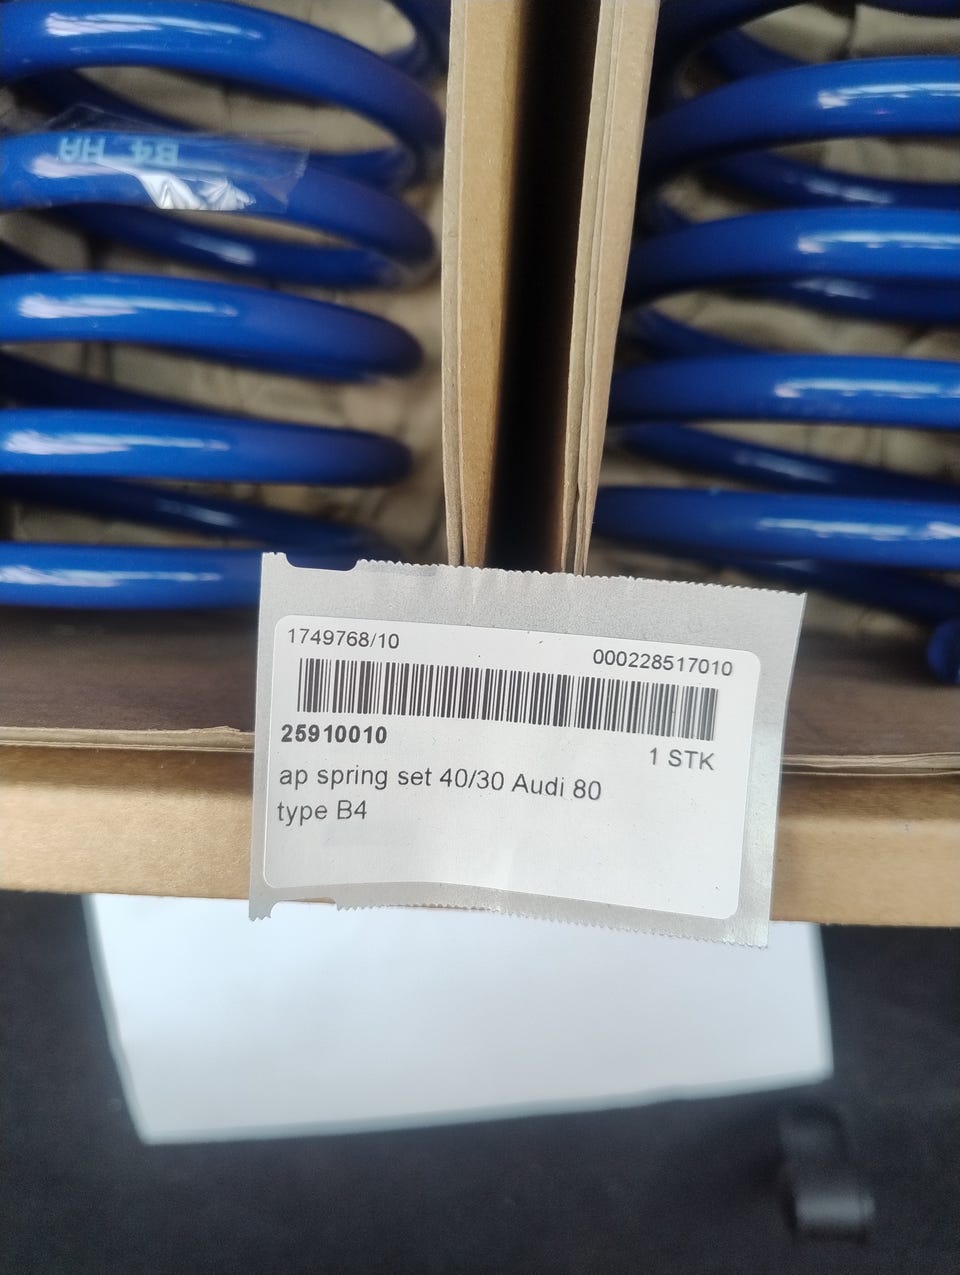 B4 HA
1749768/10
000228517010
25910010
1 STK
ap spring set 40/30 Audi 80
type B4